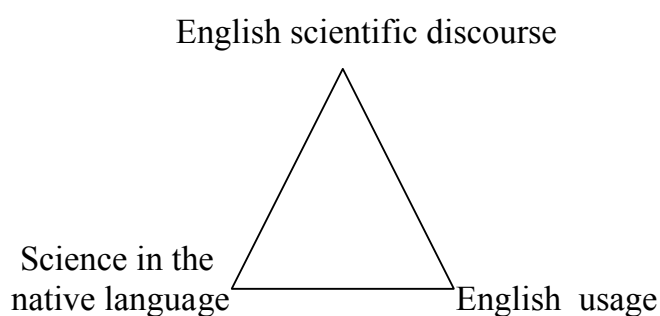 English scientific discourse
Science in the
native language
English usage